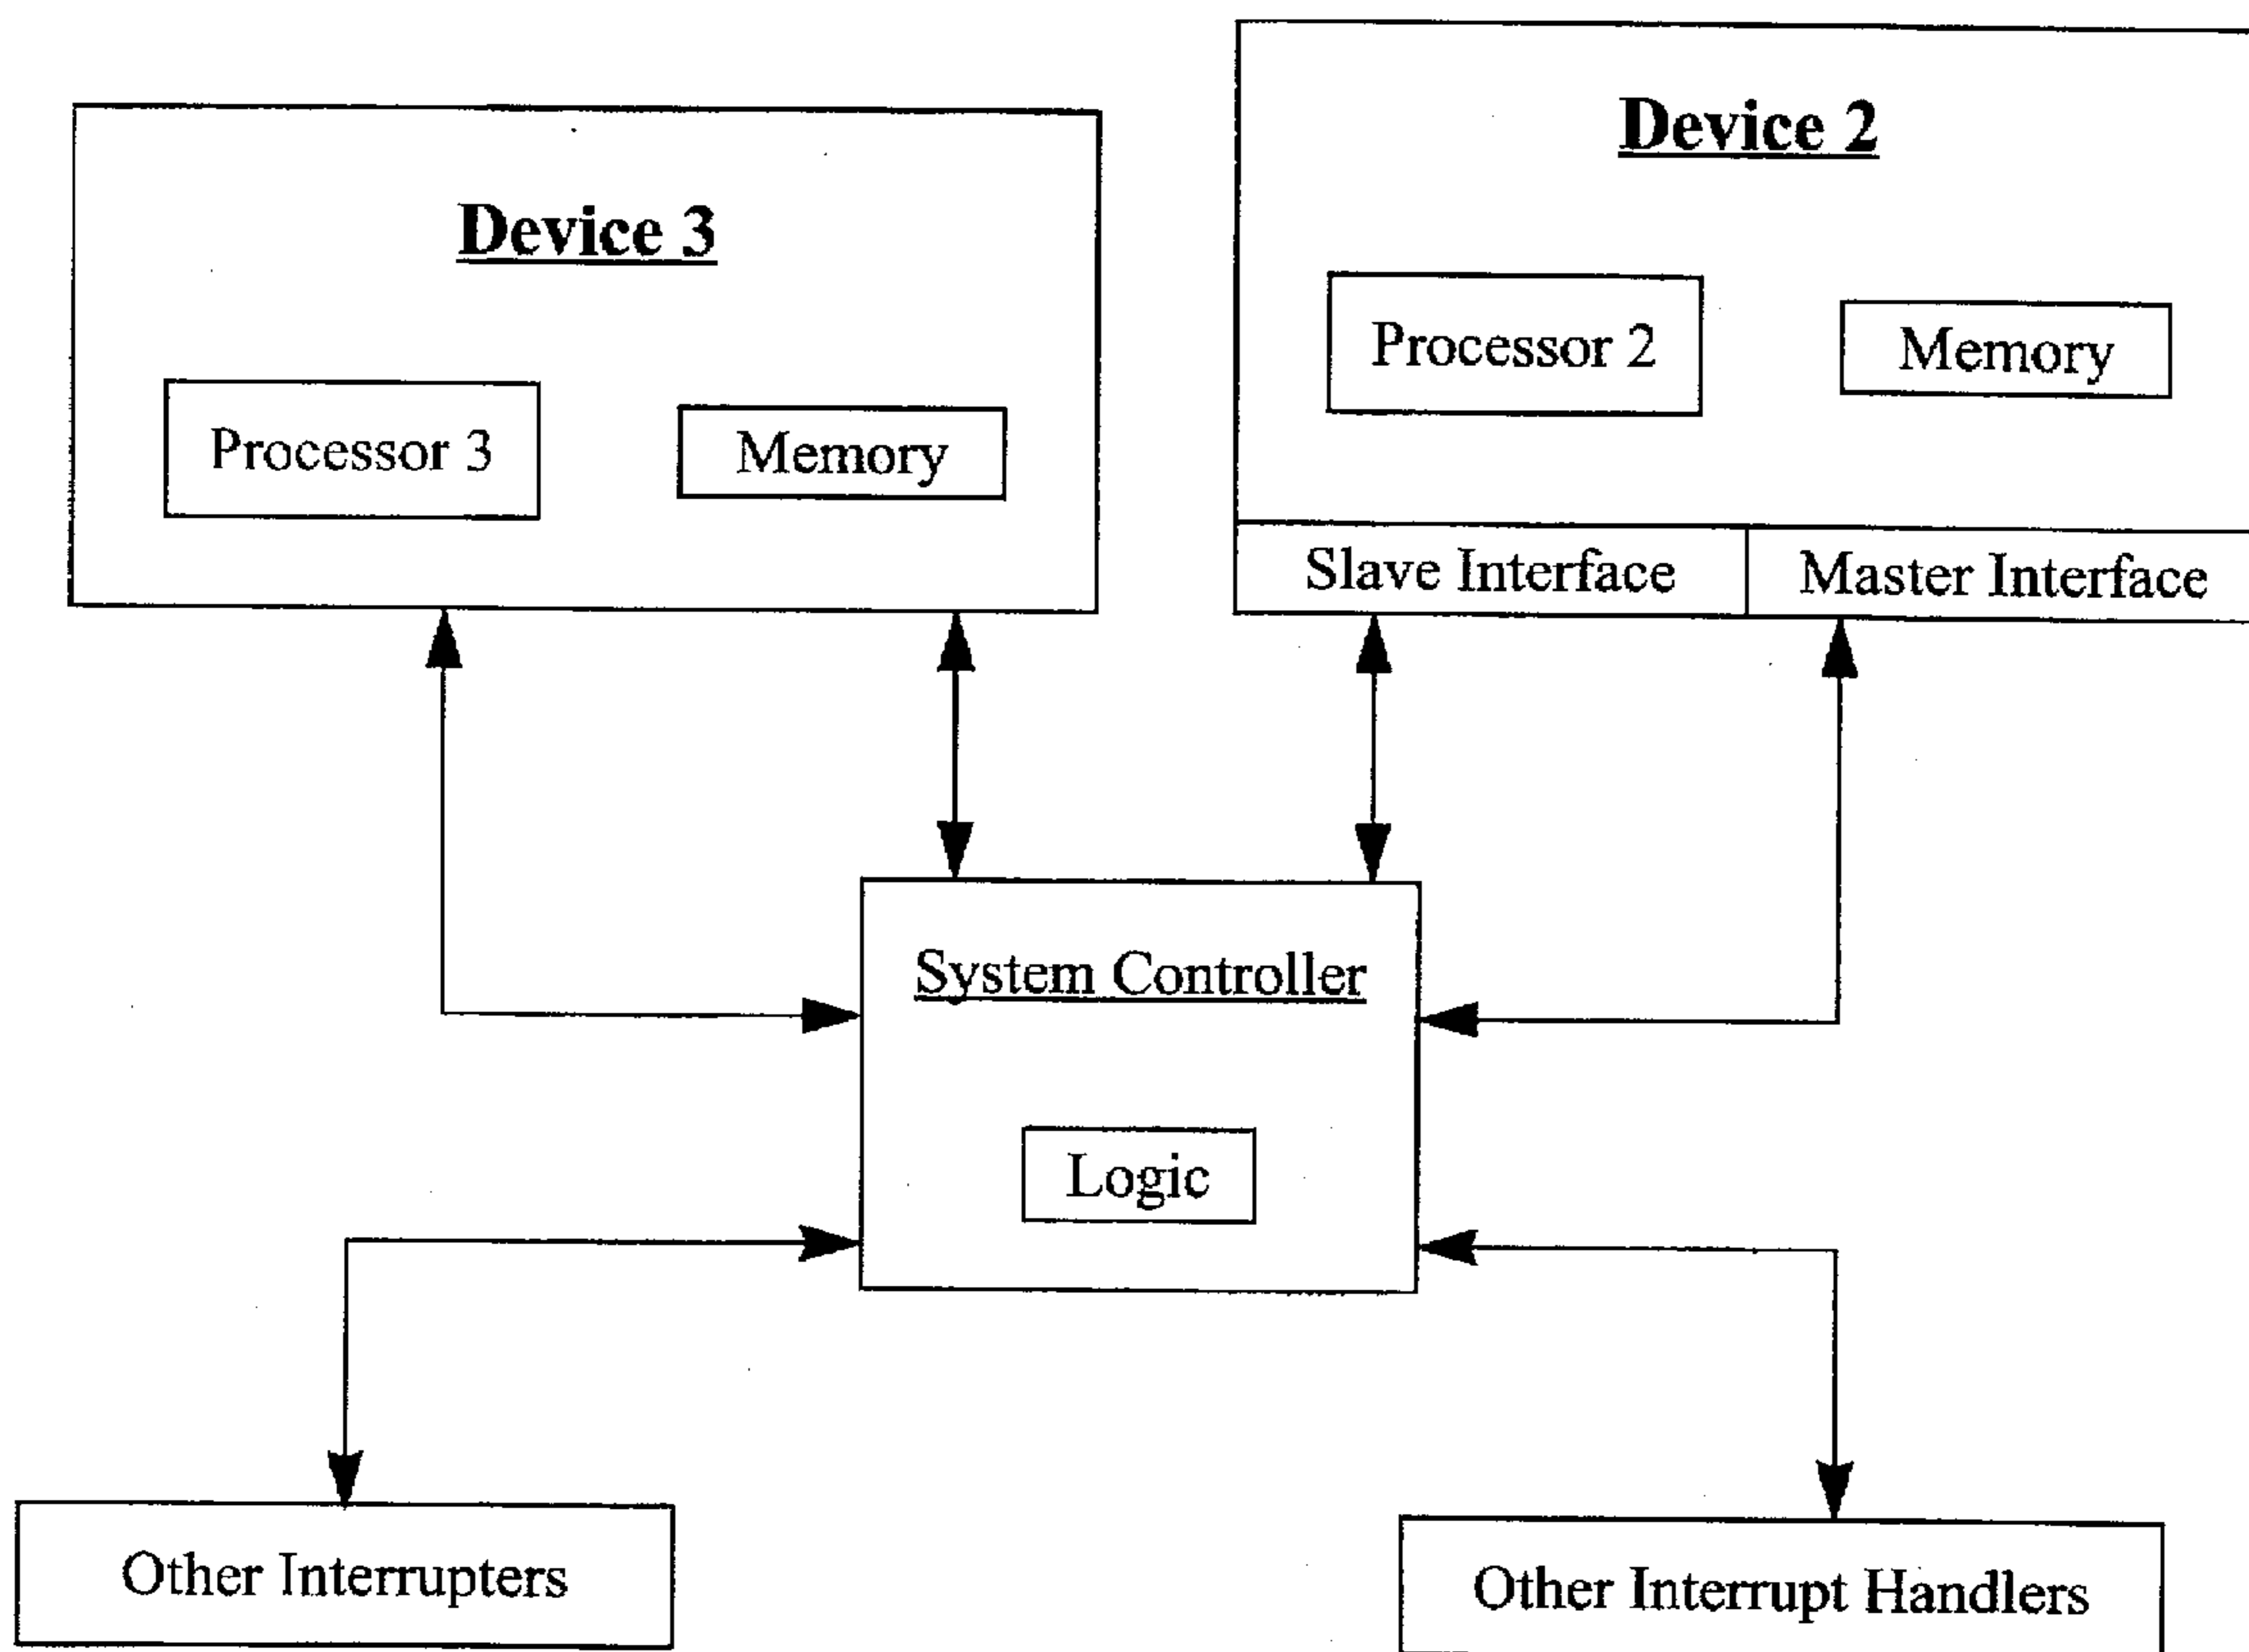 Device 3
Processor 3
Memory
Device 2
Processor 2
Memory
Slave Interface
Master Interface
System Controller
Logic
Other Interrupters
Other Interrupt Handlers